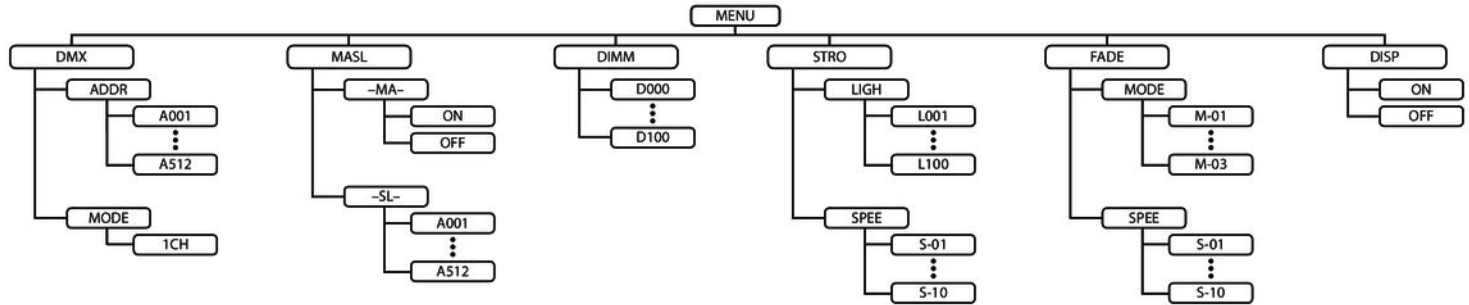 MENU
DMX
ADDR
A001
A512
MODE
1CH
MASL
–MA–
ON
OFF
–SL–
A001
A512
DIMM
D000
D100
STRO
LIGH
L001
L100
SPEE
S-01
S-10
FADE
MODE
M-01
M-03
SPEE
S-01
S-10
DISP
ON
OFF